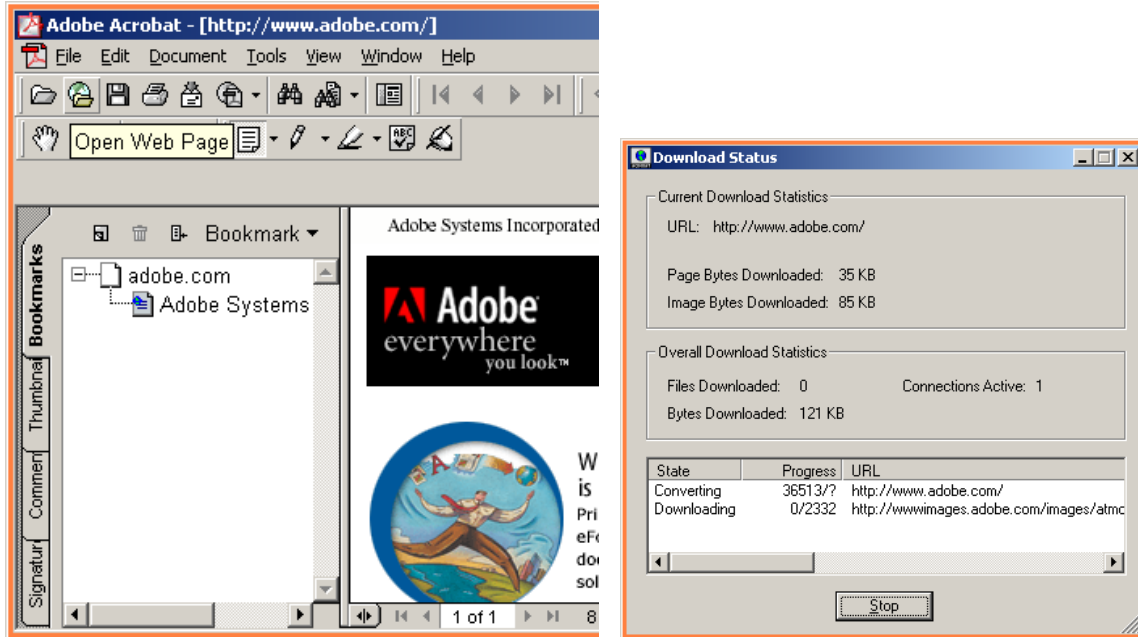 Adobe Acrobat - [http://www.adobe.com/]
File Edit Document Tools View Window Help
Open Web Page
ABC
Bookmark
Bookmarks
Thumbnai
Commen
Signatur
adobe.com
Adobe Systems
Adobe Systems Incorporated
Adobe
everywhere
you look™
A
W
is
Pri
eFo
do
sol
1 of 1
8
Download Status
Current Download Statistics
URL: http://www.adobe.com/
Page Bytes Downloaded: 35 KB
Image Bytes Downloaded: 85 KB
Overall Download Statistics
Files Downloaded: 0 Connections Active: 1
Bytes Downloaded: 121 KB
State Progress URL
Converting 36513/? http://www.adobe.com/
Downloading 0/2332 http://wwwimages.adobe.com/images/atmo
Stop